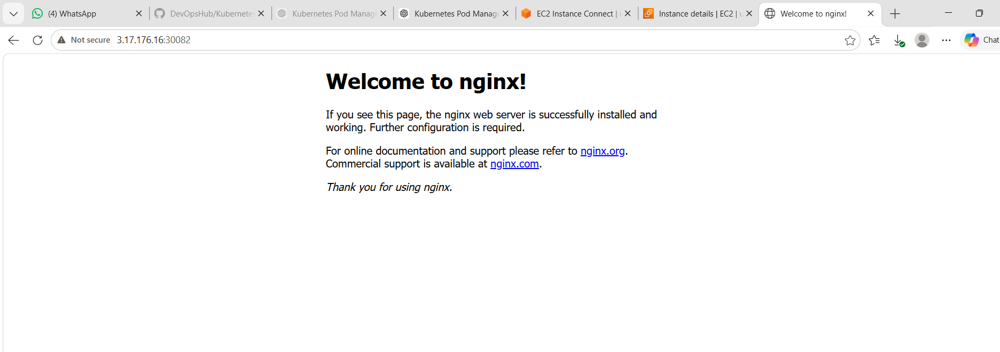 (4) WhatsApp
DevOpsHub/Kubernetes
Kubernetes Pod Manage
Kubernetes Pod Manage
EC2 Instance Connect |
Instance details | EC2 | u
Welcome to nginx!
Not secure 3.17.176.16:30082
Chat
Welcome to nginx!
If you see this page, the nginx web server is successfully installed and
working. Further configuration is required.
For online documentation and support please refer to nginx.org.
Commercial support is available at nginx.com.
Thank you for using nginx.